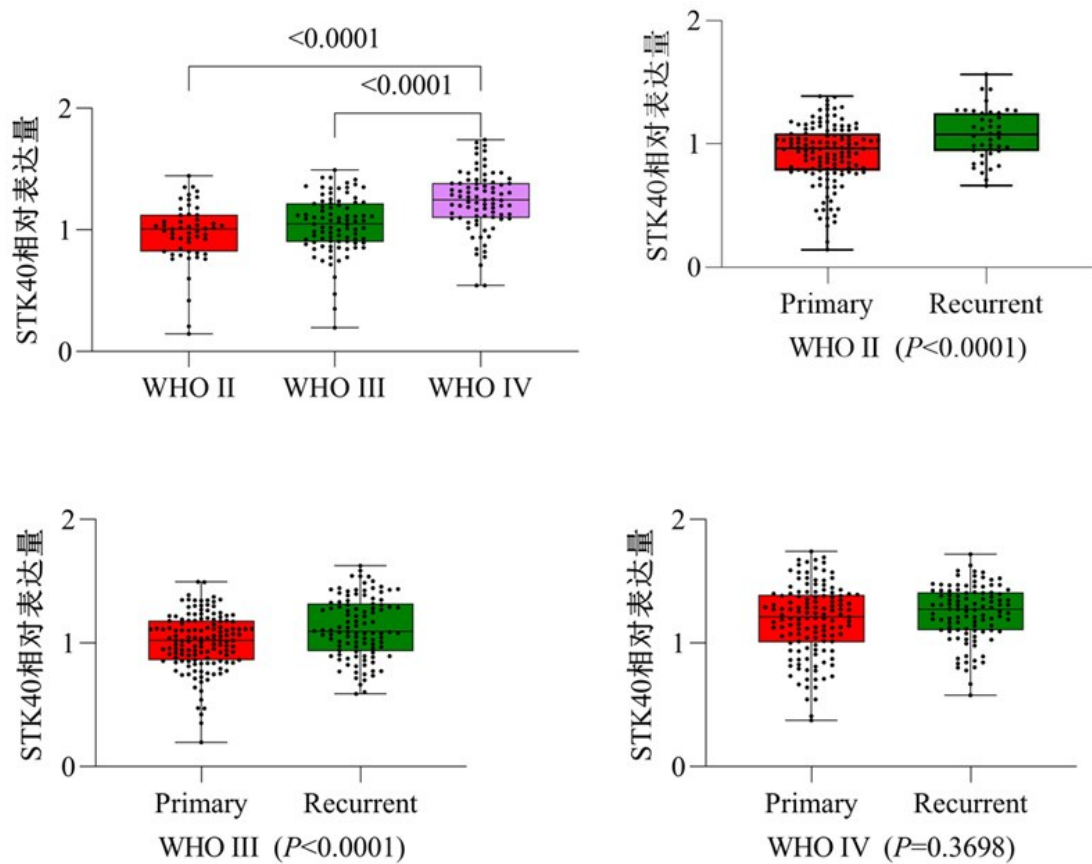 <0.0001
<0.0001
STK40相对表达量
2
1
0
WHO II
WHO III
WHO IV
STK40相对表达量
2
1
0
Primary
Recurrent
WHO II (P<0.0001)
STK40相对表达量
2
1
0
Primary
Recurrent
WHO III (P<0.0001)
STK40相对表达量
2
1
0
Primary
Recurrent
WHO IV (P=0.3698)